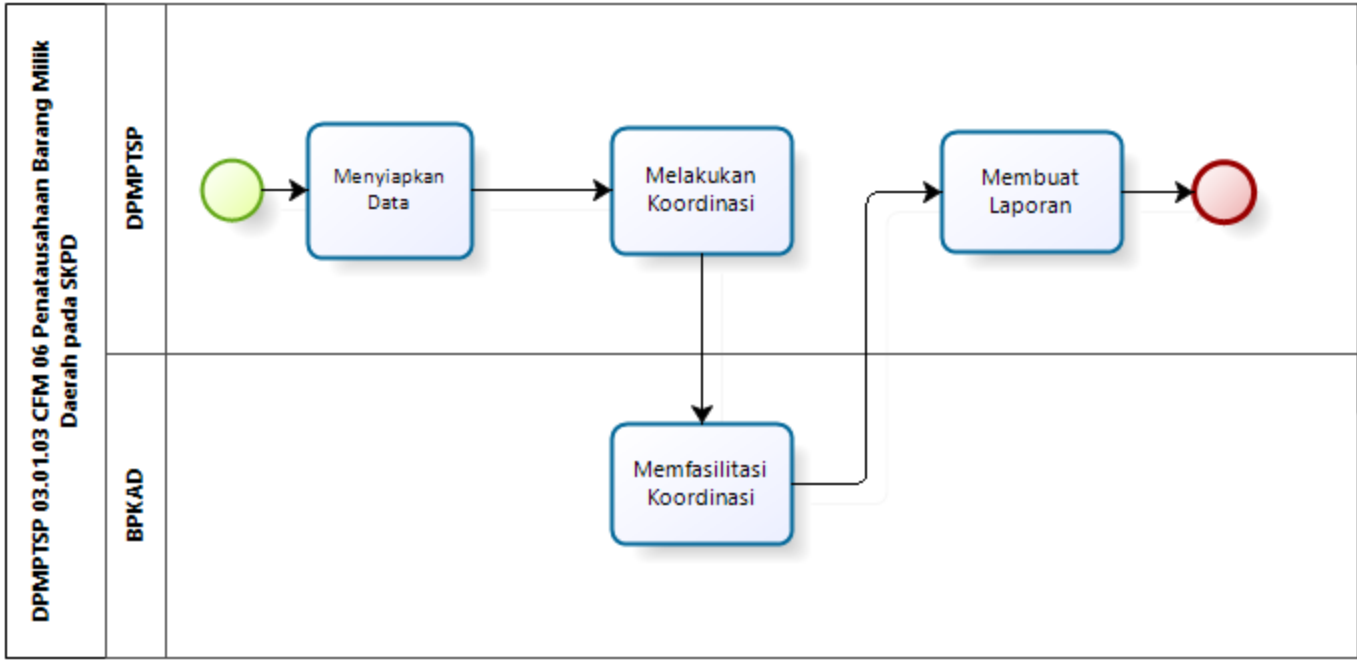 DPMPTSP 03.01.03 CFM 06 Penatausahaan Barang Milik
Daerah pada SKPD
DPMPTSP
Menyiapkan
Data
Melakukan
Koordinasi
Membuat
Laporan
BPKAD
Memfasilitasi
Koordinasi